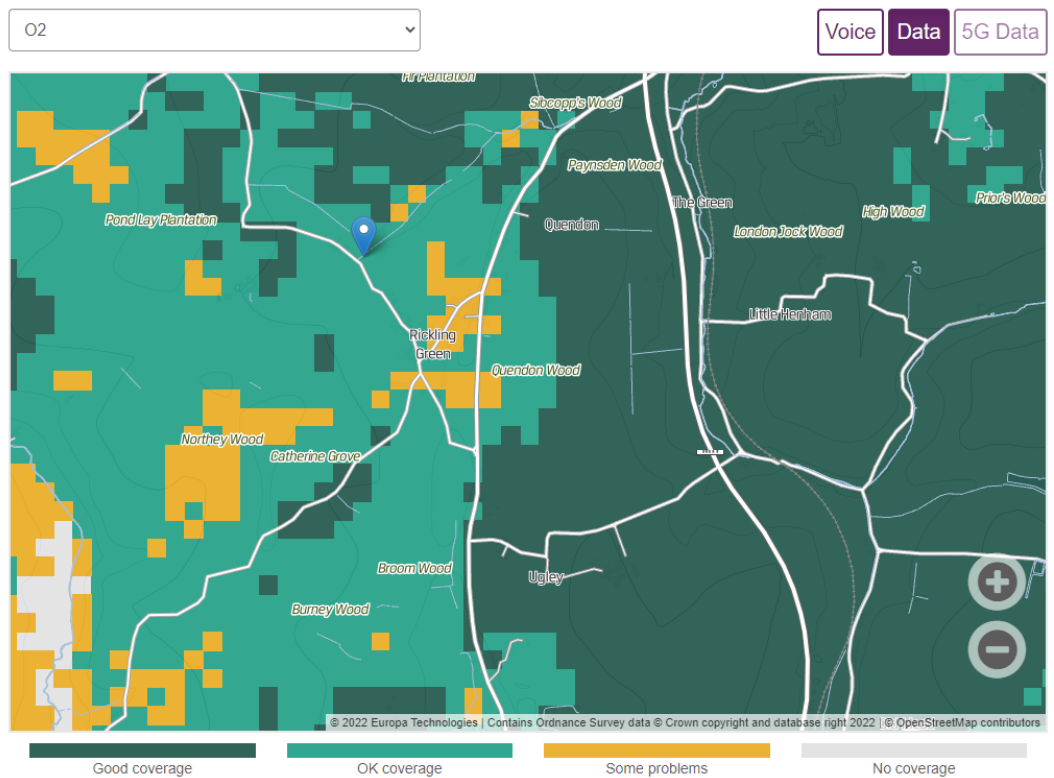 O2
Voice
Data
5G Data
Fir Plantation
Sibcopp's Wood
Paynsden Wood
The Green
Prior's Wood
High Wood
Pond Lay Plantation
Quendon
London Jock Wood
Little Henham
Rickling
Green
Quendon Wood
Northey Wood
Catherine Grove
Broom Wood
Ugley
Burney Wood
© 2022 Europa Technologies | Contains Ordnance Survey data © Crown copyright and database right 2022 | © OpenStreetMap contributors
Good coverage
OK coverage
Some problems
No coverage